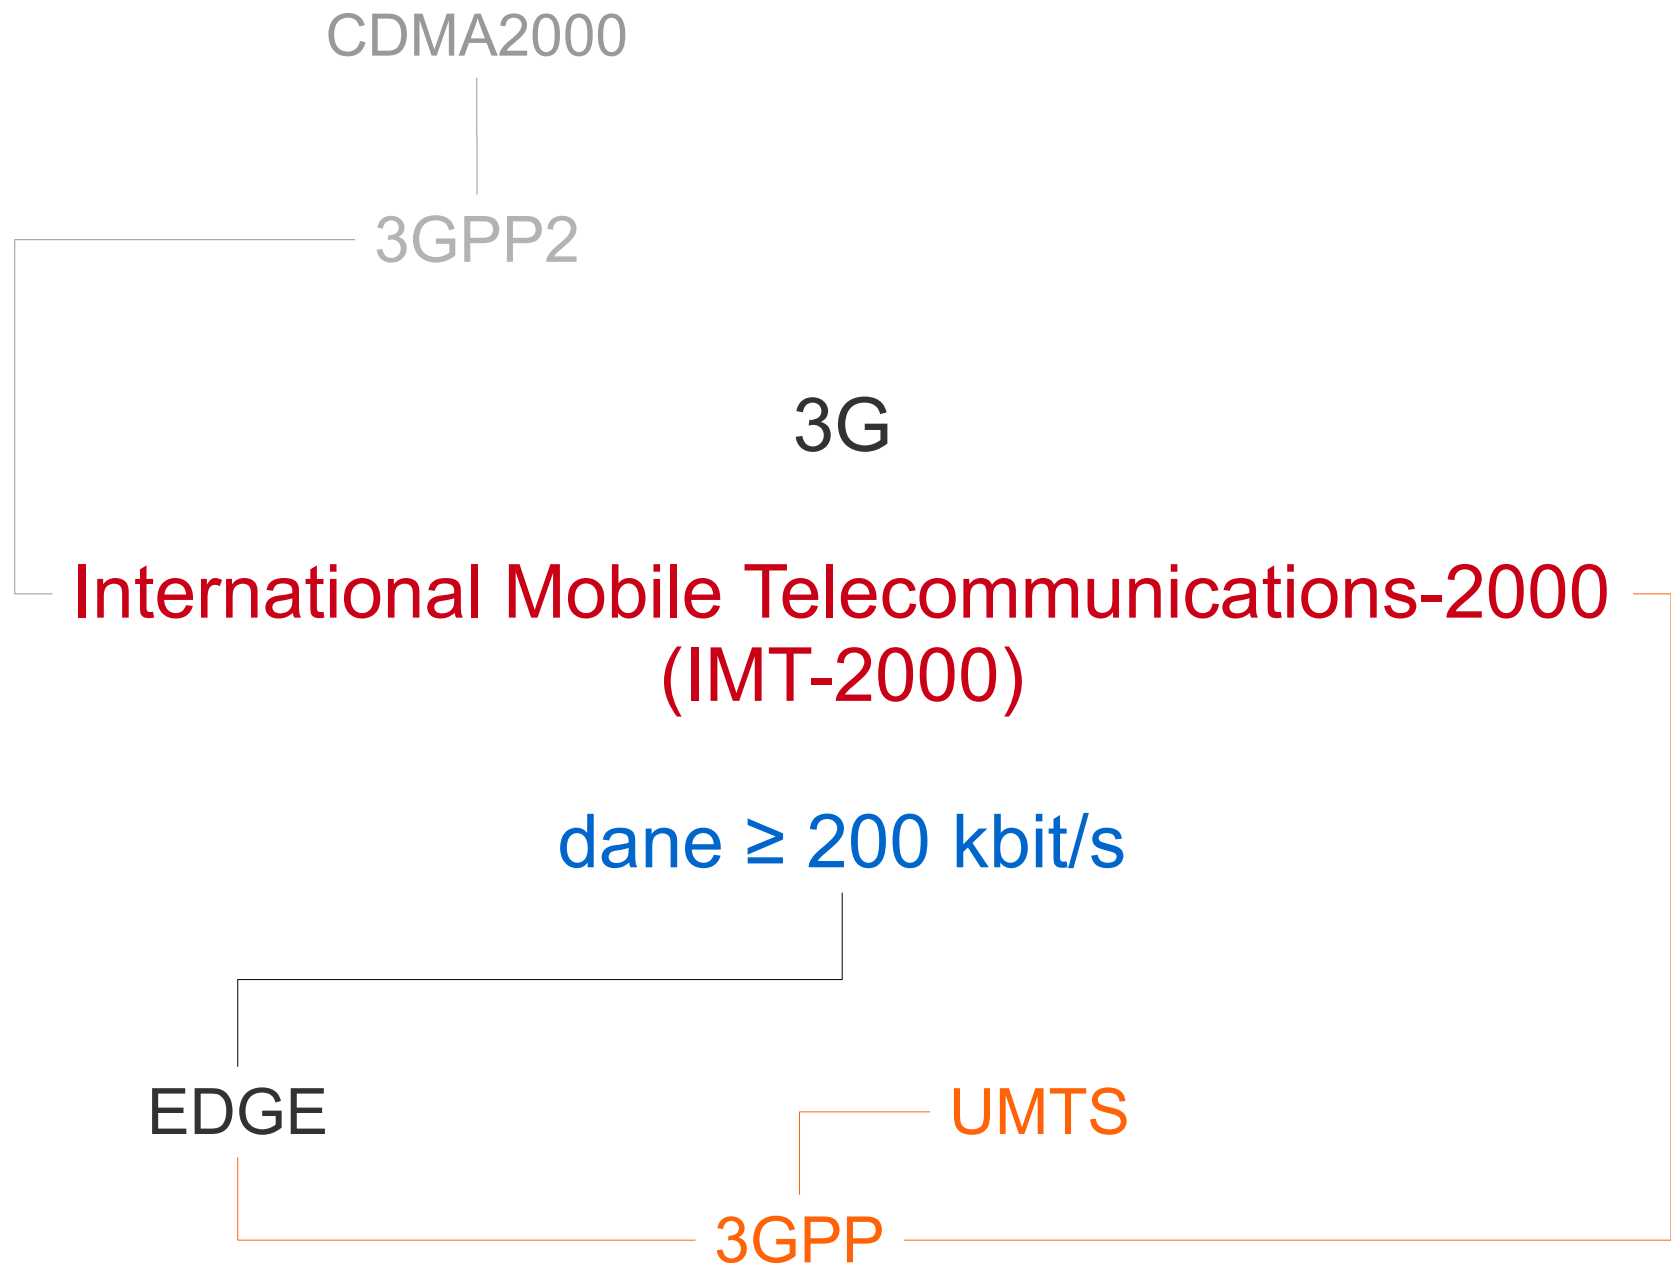 CDMA2000
3GPP2
3G
International Mobile Telecommunications-2000
(IMT-2000)
dane ≥ 200 kbit/s
EDGE
UMTS
3GPP